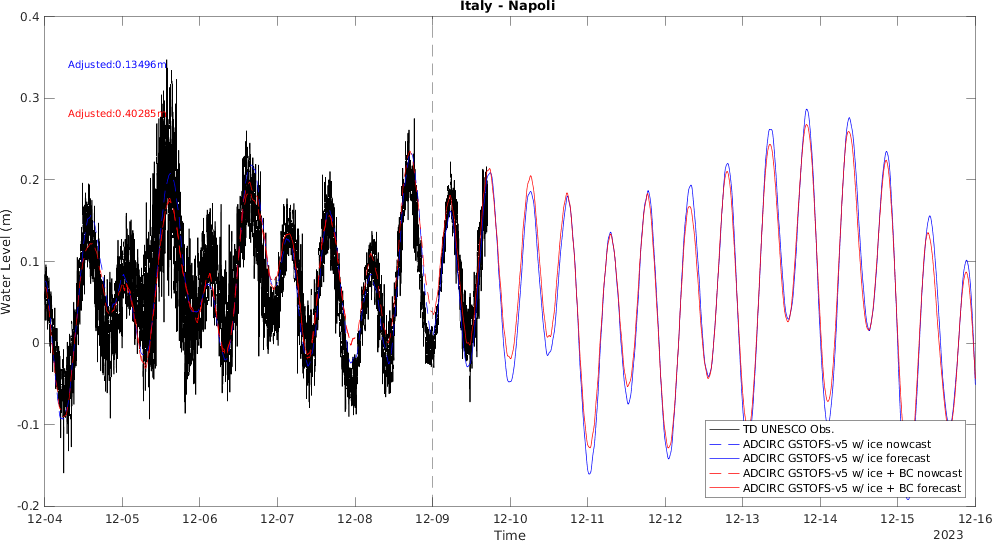 Italy - Napoli
Adjusted:0.13496m
Adjusted:0.40285m
Water Level (m)
0.4
0.3
0.2
0.1
0
-0.1
-0.2
TD UNESCO Obs.
ADCIRC GSTOFS-v5 w/ ice nowcast
ADCIRC GSTOFS-v5 w/ ice forecast
ADCIRC GSTOFS-v5 w/ ice + BC nowcast
ADCIRC GSTOFS-v5 w/ ice + BC forecast
12-04 12-05 12-06 12-07 12-08 12-09 12-10 12-11 12-12 12-13 12-14 12-15 12-16
Time
2023